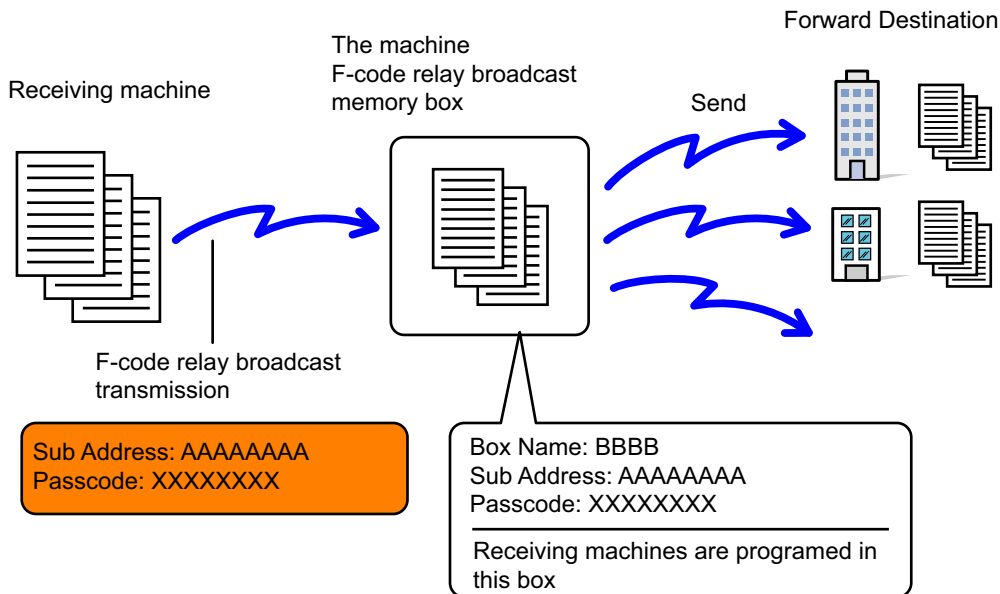 Forward Destination
The machine
F-code relay broadcast
memory box
Receiving machine
Send
F-code relay broadcast
transmission
Sub Address: AAAAAAAA
Passcode: XXXXXXXX
Box Name: BBBB
Sub Address: AAAAAAAA
Passcode: XXXXXXXX
Receiving machines are programed in
this box